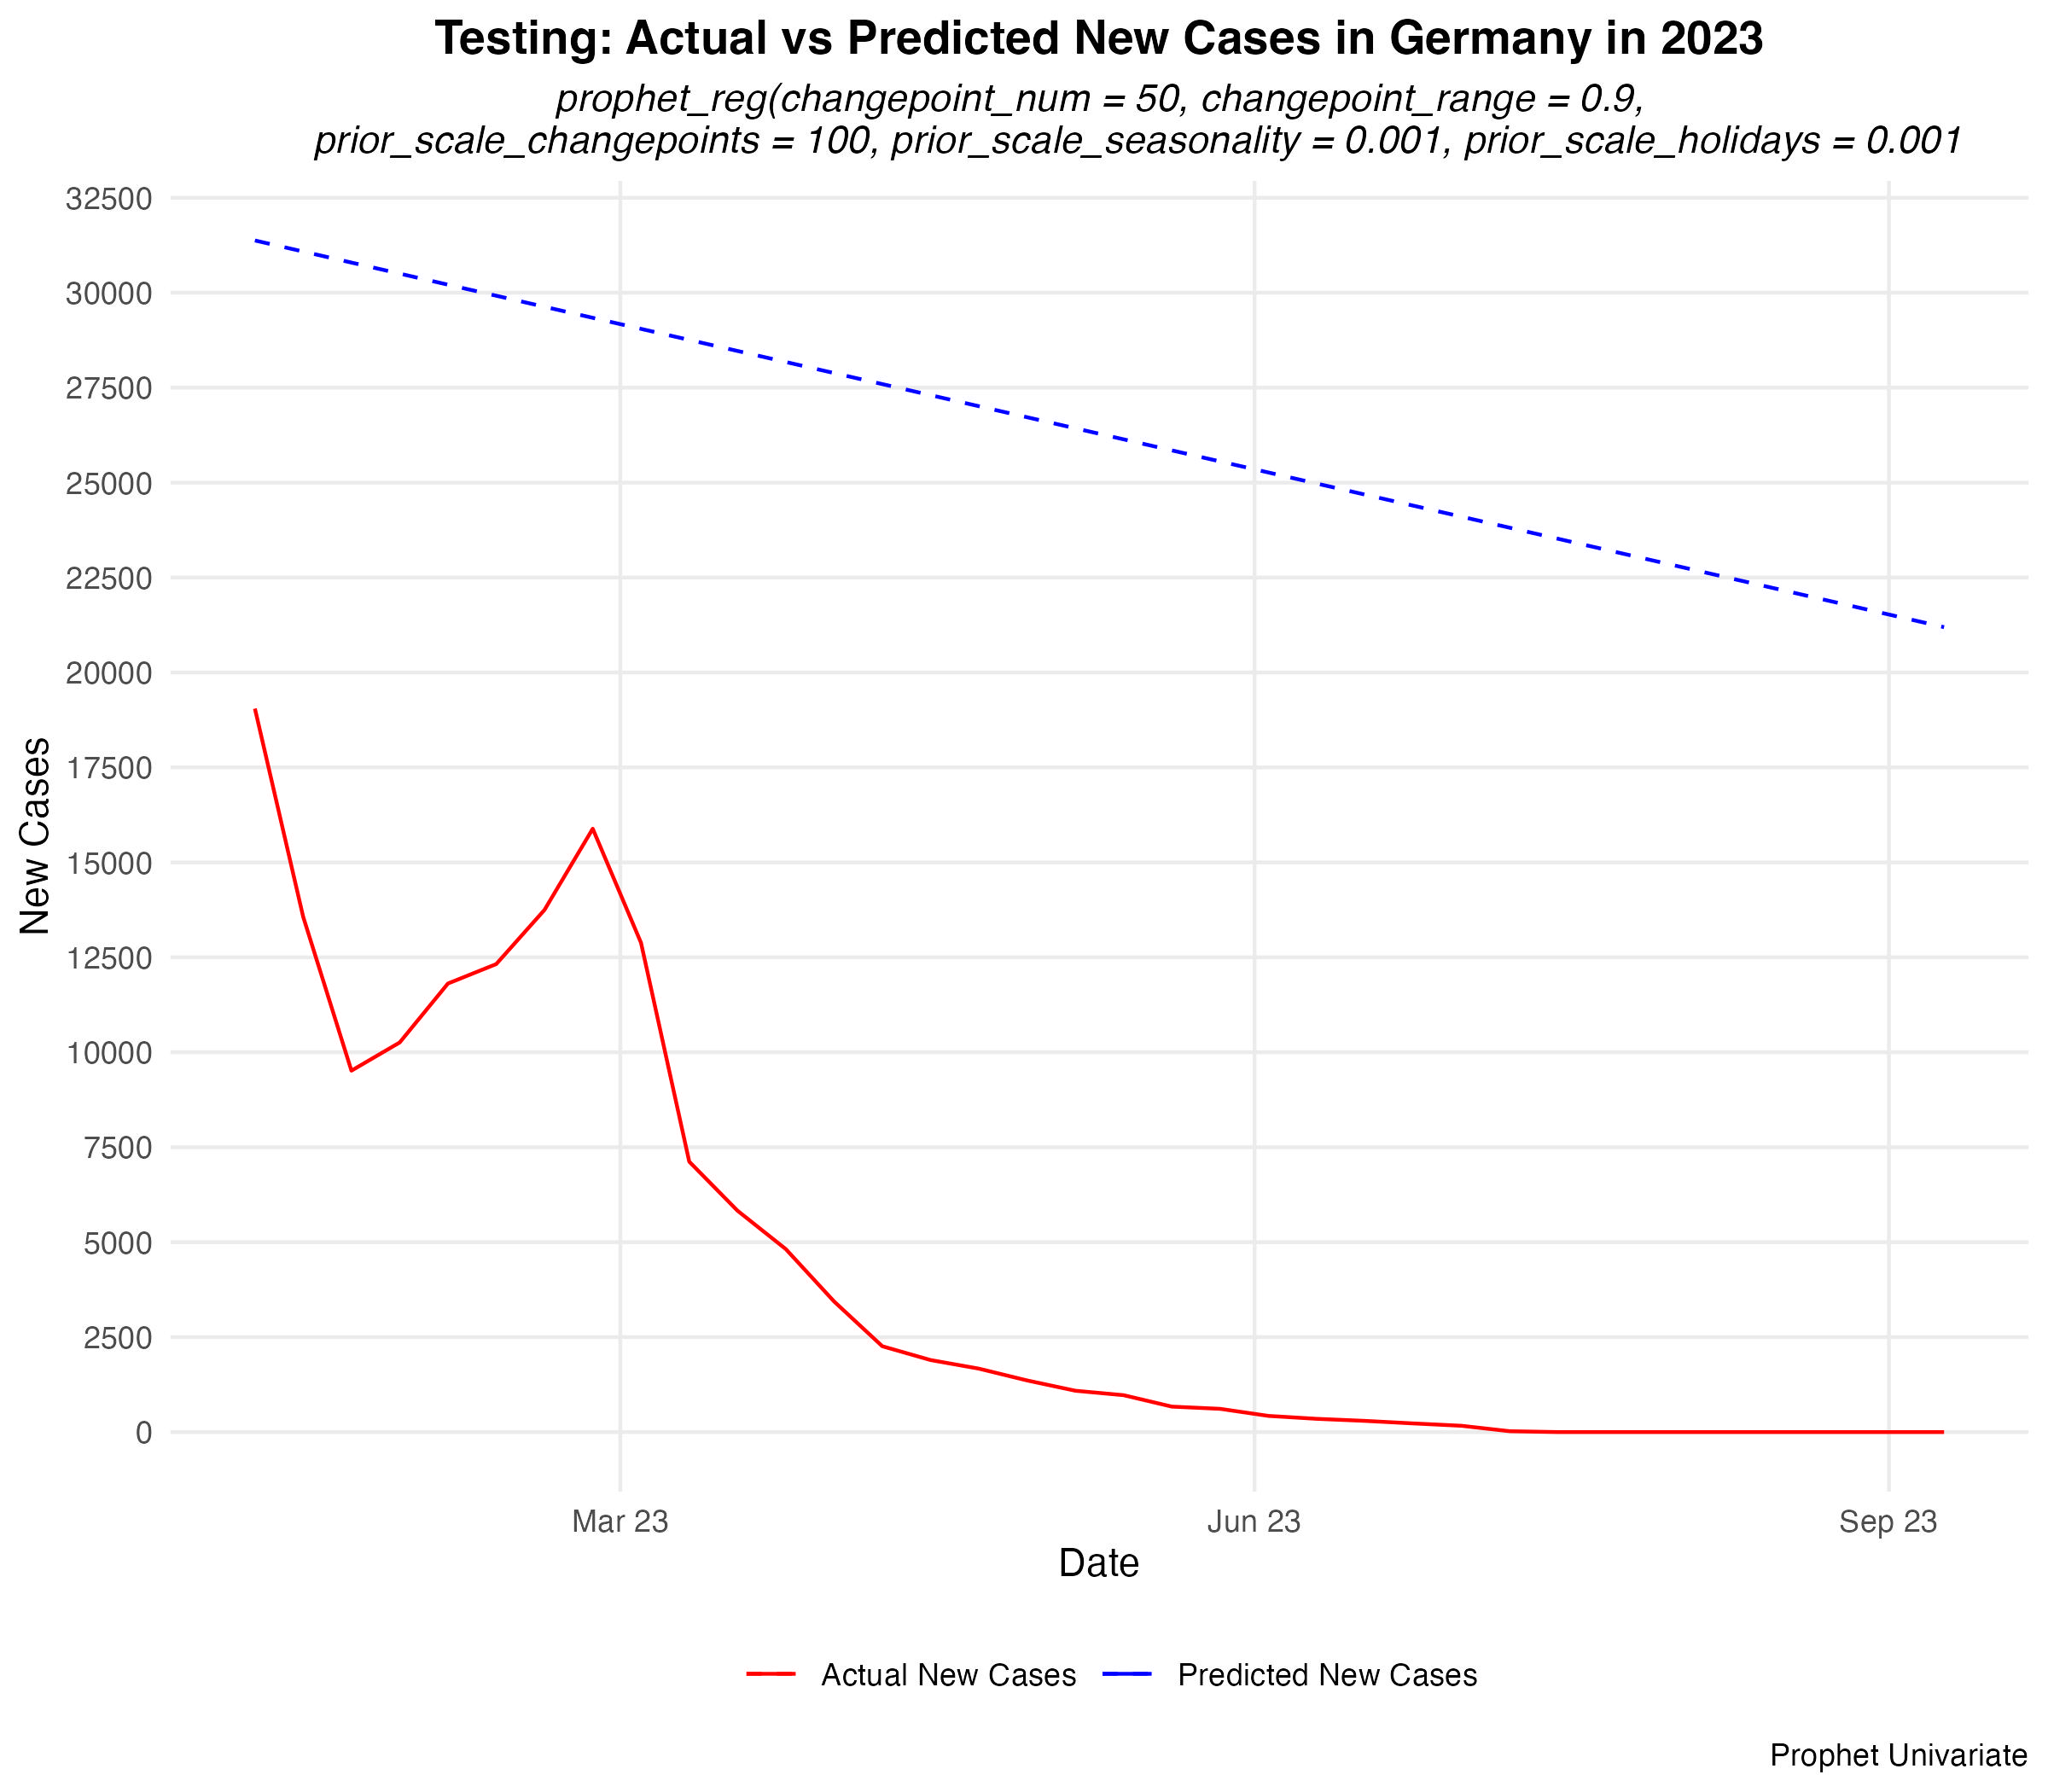 Testing: Actual vs Predicted New Cases in Germany in 2023
prophet_reg(changepoint_num = 50, changepoint_range = 0.9,
prior_scale_changepoints = 100, prior_scale_seasonality = 0.001, prior_scale_holidays = 0.001
32500
30000
27500
25000
22500
20000
17500
15000
12500
10000
7500
5000
2500
0
New Cases
Mar 23
Jun 23
Sep 23
Date
Actual New Cases
Predicted New Cases
Prophet Univariate